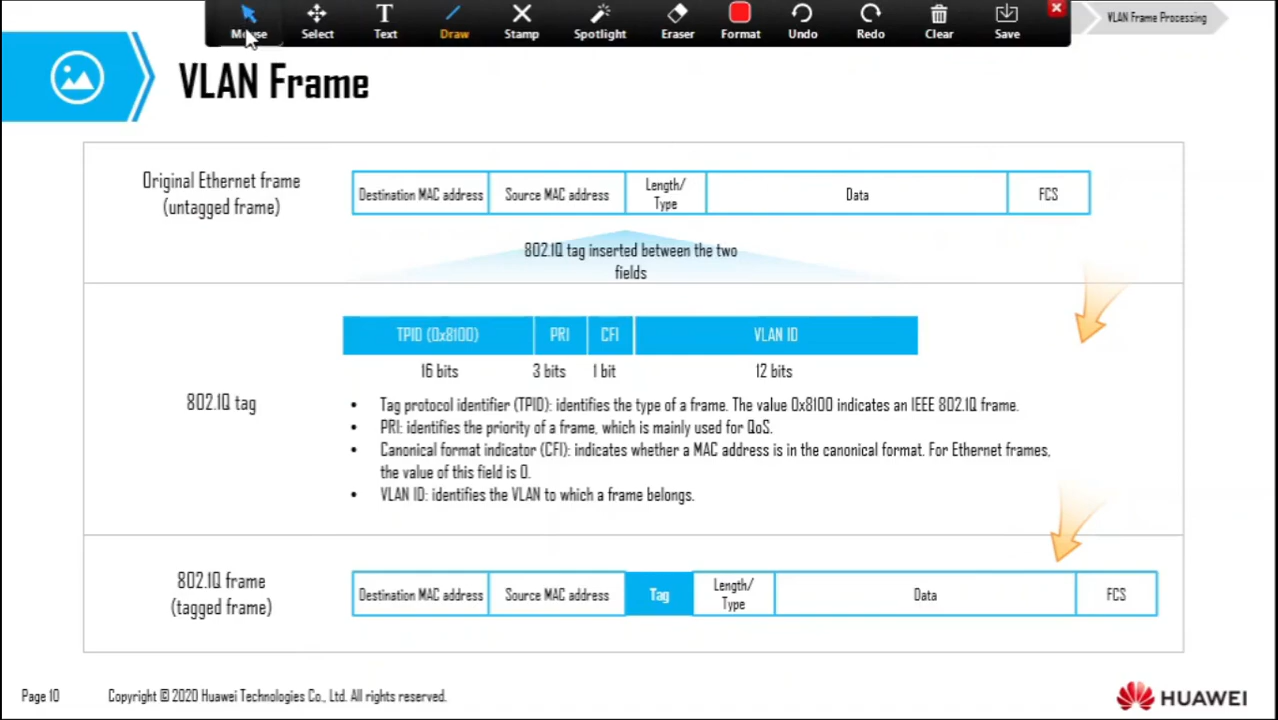 Mouse Select Text Draw Stamp Spotlight Eraser Format Undo Redo Clear Save
VLAN Frame Processing
VLAN Frame
Original Ethernet frame
(untagged frame)
Destination MAC address
Source MAC address
Length/
Type
Data
FCS
802.1Q tag inserted between the two
fields
802.1Q tag
TPID (0x8100)
PRI
CFI
VLAN ID
16 bits
3 bits
1 bit
12 bits
• Tag protocol identifier (TPID): identifies the type of a frame. The value 0x8100 indicates an IEEE 802.1Q frame.
• PRI: identifies the priority of a frame, which is mainly used for QoS.
• Canonical format indicator (CFI): indicates whether a MAC address is in the canonical format. For Ethernet frames,
the value of this field is 0.
• VLAN ID: identifies the VLAN to which a frame belongs.
802.1Q frame
(tagged frame)
Destination MAC address
Source MAC address
Tag
Length/
Type
Data
FCS
Page 10
Copyright © 2020 Huawei Technologies Co., Ltd. All rights reserved.
HUAWEI